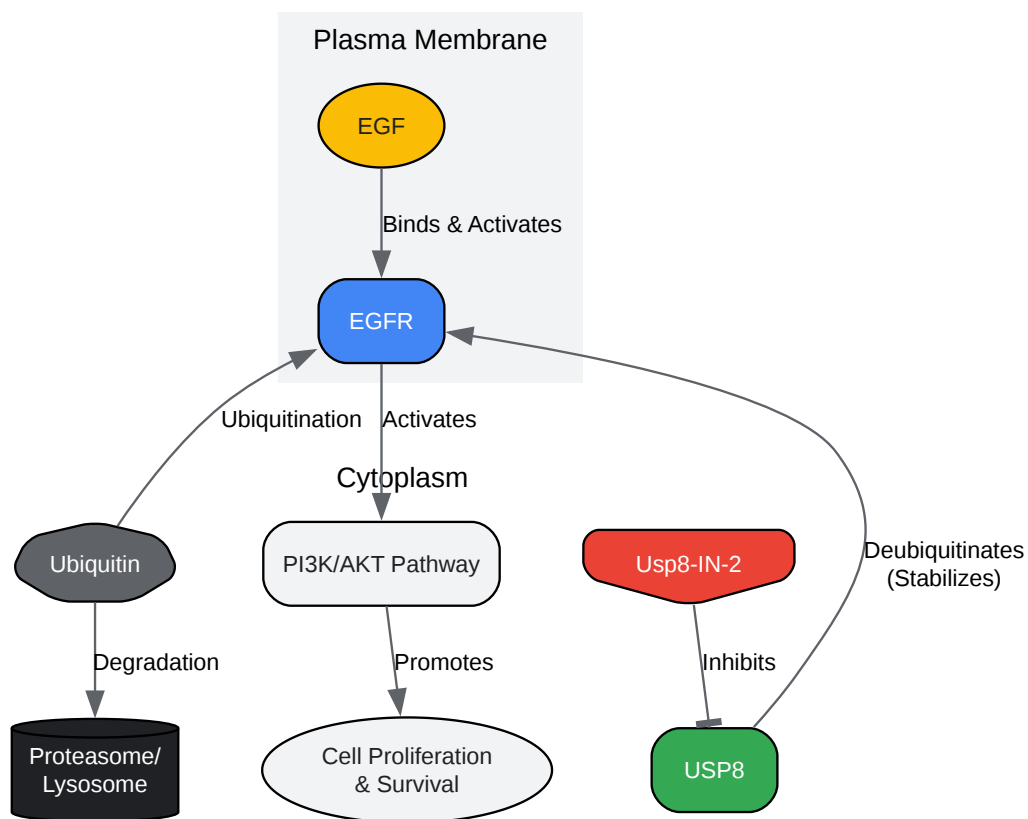 Plasma Membrane
EGF
Binds & Activates
EGFR
Ubiquitination
Activates
Cytoplasm
Ubiquitin
PI3K/AKT Pathway
Usp8-IN-2
Deubiquitinates
(Stabilizes)
Degradation
Promotes
Inhibits
Proteasome/
Lysosome
Cell Proliferation
& Survival
USP8